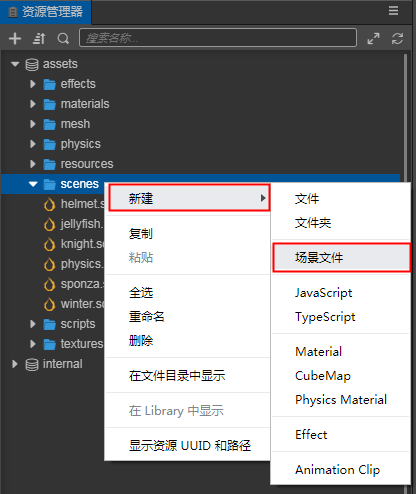 资源管理器
搜索名称...
assets
effects
materials
mesh
physics
resources
scenes
helmet.s
jellyfish.
knight.s
physics.
sponza.s
winter.sc
scripts
textures
internal
新建
复制
粘贴
全选
重命名
删除
在文件目录中显示
在 Library 中显示
显示资源 UUID 和路径
文件
文件夹
场景文件
JavaScript
TypeScript
Material
CubeMap
Physics Material
Effect
Animation Clip